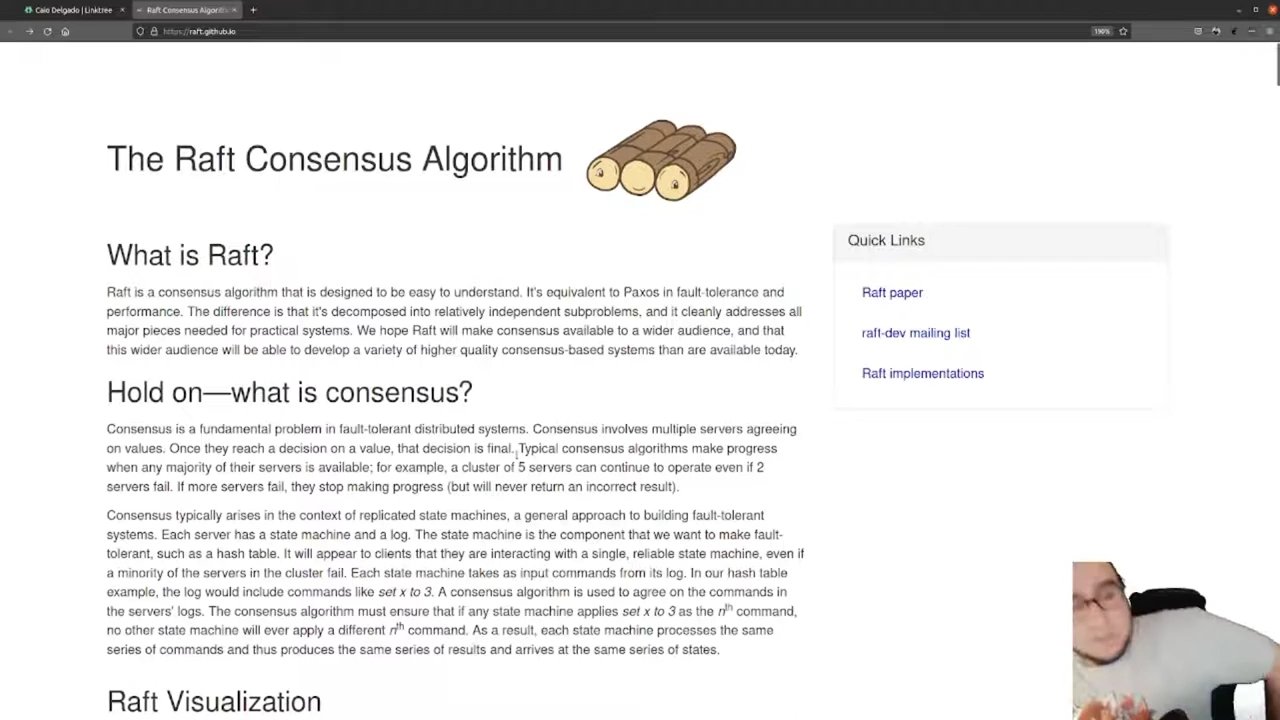 Caio Delgado | Linktree
Raft Consensus Algorith
https://raft.github.io
190%
The Raft Consensus Algorithm
What is Raft?
Raft is a consensus algorithm that is designed to be easy to understand. It's equivalent to Paxos in fault-tolerance and
performance. The difference is that it's decomposed into relatively independent subproblems, and it cleanly addresses all
major pieces needed for practical systems. We hope Raft will make consensus available to a wider audience, and that
this wider audience will be able to develop a variety of higher quality consensus-based systems than are available today.
Hold on—what is consensus?
Consensus is a fundamental problem in fault-tolerant distributed systems. Consensus involves multiple servers agreeing
on values. Once they reach a decision on a value, that decision is final. Typical consensus algorithms make progress
when any majority of their servers is available; for example, a cluster of 5 servers can continue to operate even if 2
servers fail. If more servers fail, they stop making progress (but will never return an incorrect result).
Consensus typically arises in the context of replicated state machines, a general approach to building fault-tolerant
systems. Each server has a state machine and a log. The state machine is the component that we want to make fault-
tolerant, such as a hash table. It will appear to clients that they are interacting with a single, reliable state machine, even if
a minority of the servers in the cluster fail. Each state machine takes as input commands from its log. In our hash table
example, the log would include commands like set x to 3. A consensus algorithm is used to agree on the commands in
the servers' logs. The consensus algorithm must ensure that if any state machine applies set x to 3 as the nth command,
no other state machine will ever apply a different nth command. As a result, each state machine processes the same
series of commands and thus produces the same series of results and arrives at the same series of states.
Raft Visualization
Quick Links
Raft paper
raft-dev mailing list
Raft implementations